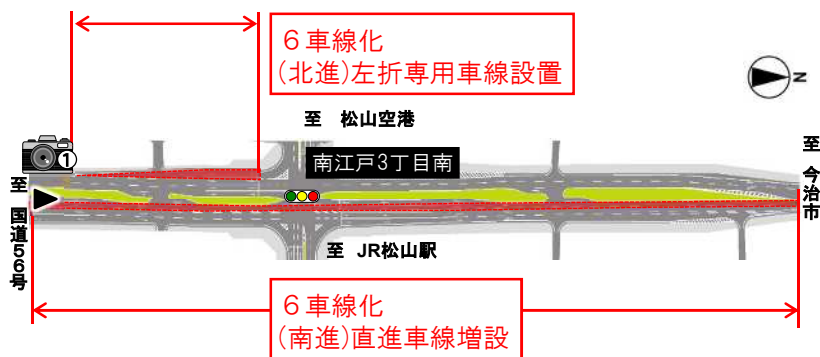 ６車線化
(北進)左折専用車線設置
N
至 松山空港
至 今治市
①
南江戸3丁目南
至 国道56号
至 JR松山駅
６車線化
(南進)直進車線増設